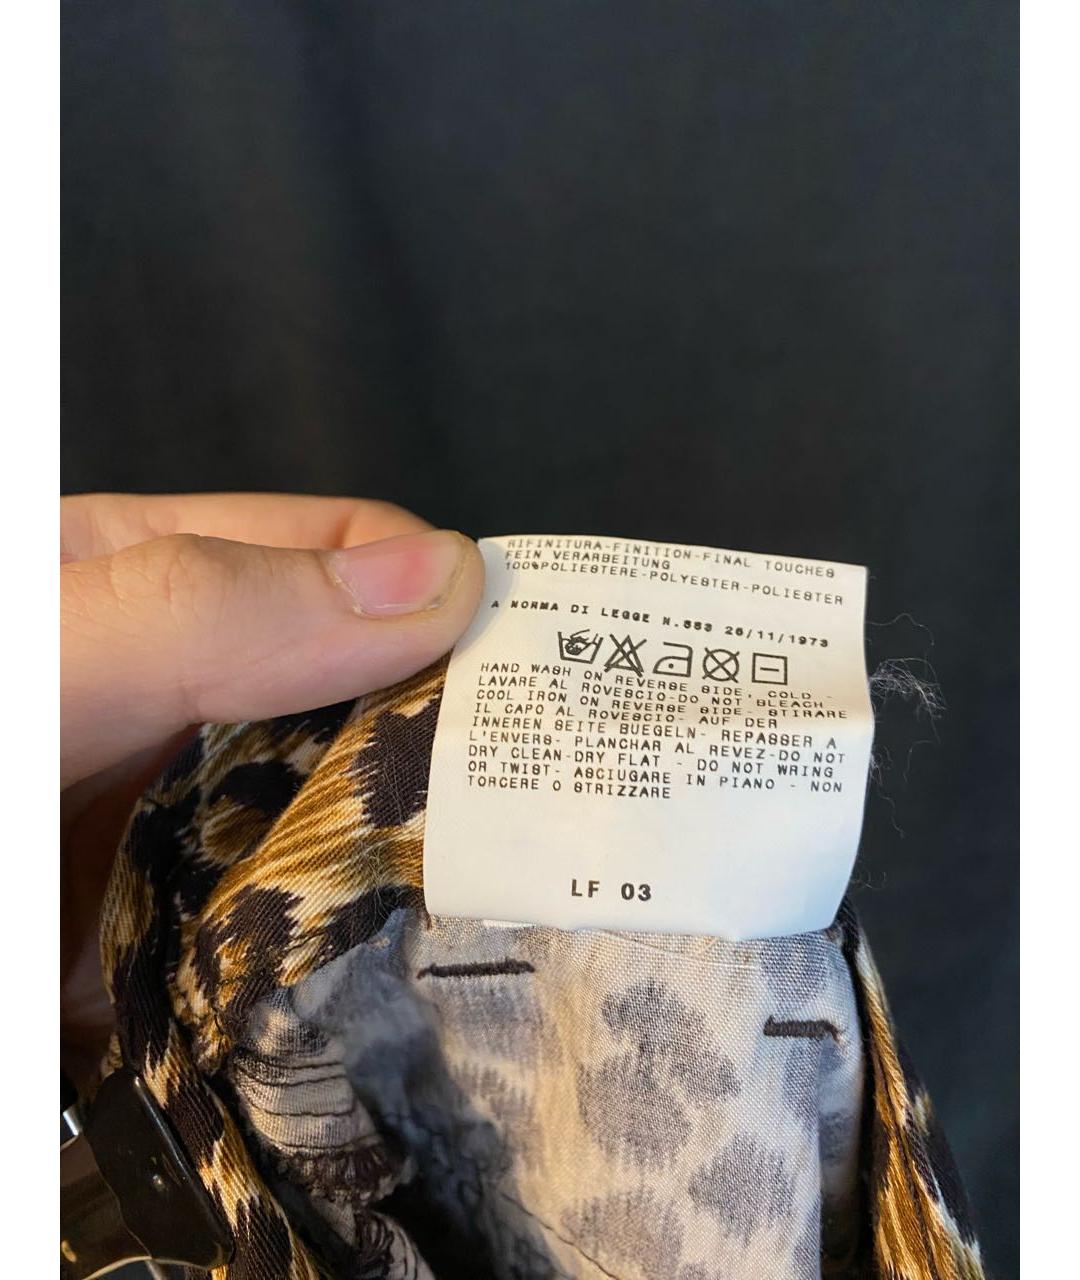 RIFINITURA-FINITION-FINAL TOUCHES
FEIN VERARBEITUNG
100%POLIESTERE-POLYESTER-POLIESTER
A NORMA DI LEGGE N.883 26/11/1973
HAND WASH ON REVERSE SIDE, COLD -
LAVARE AL ROVESCIO-DO NOT BLEACH-
COOL IRON ON REVERSE SIDE- STIRARE
IL CAPO AL ROVESCIO- AUF DER
INNEREN SEITE BUEGELN- REPASSER A
L'ENVERS- PLANCHAR AL REVEZ-DO NOT
DRY CLEAN-DRY FLAT - DO NOT WRING
OR TWIST- ASCIUGARE IN PIANO - NON
TORCERE O STRIZZARE
LF 03